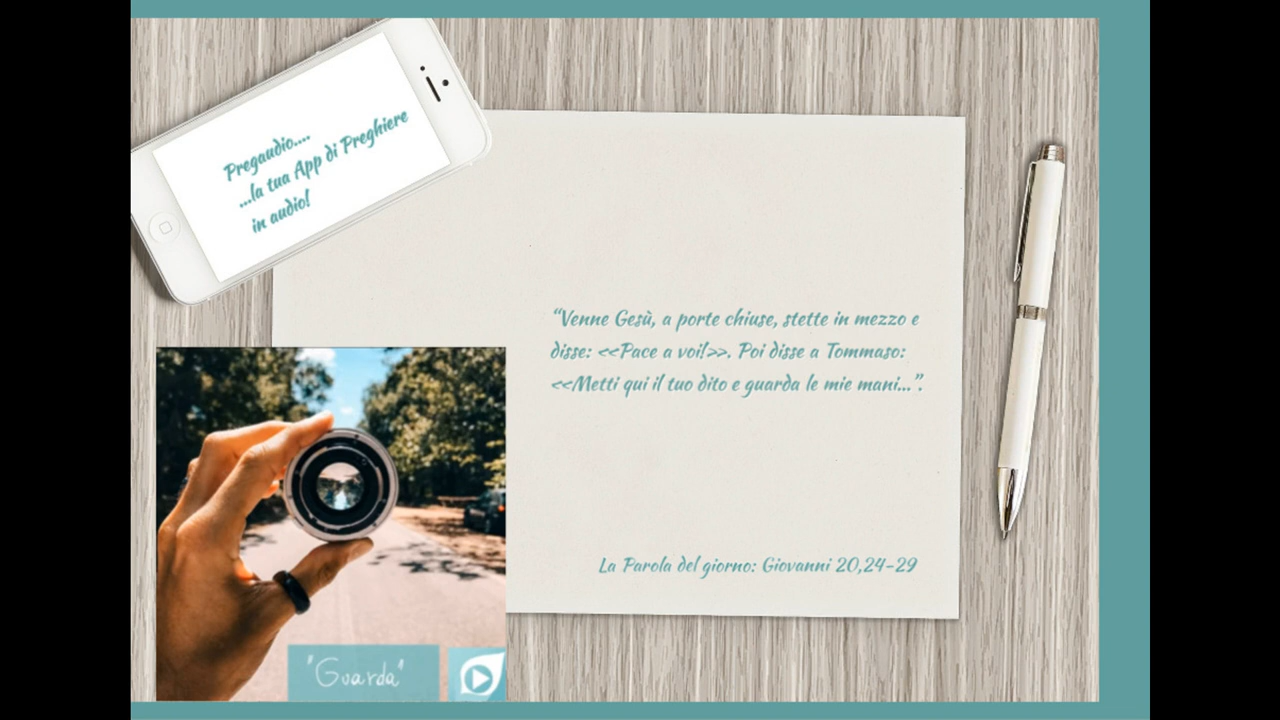 Pregaudio....
...la tua App di Preghiere
in audio!
“Venne Gesù, a porte chiuse, stette in mezzo e
disse: <<Pace a voi!>>. Poi disse a Tommaso:
<<Metti qui il tuo dito e guarda le mie mani...”.
La Parola del giorno: Giovanni 20,24-29
"Guarda"